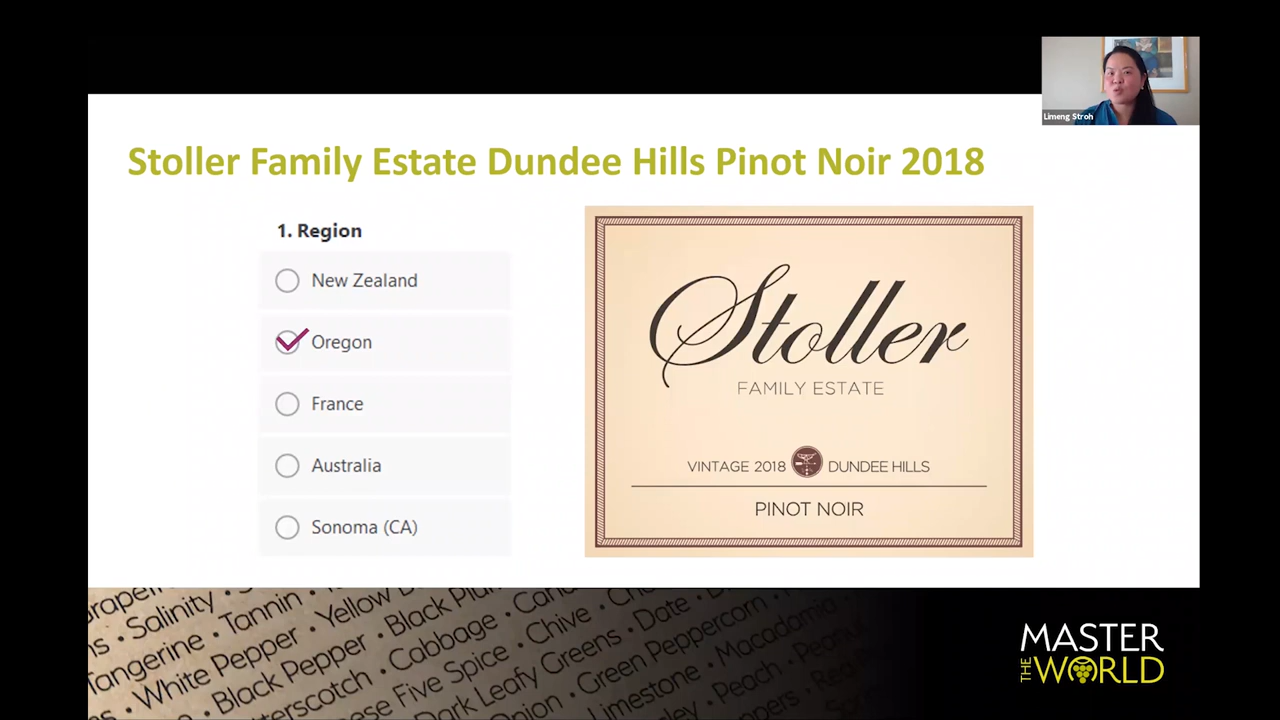 Limeng Stroh
Stoller Family Estate Dundee Hills Pinot Noir 2018
1. Region
New Zealand
Oregon
France
Australia
Sonoma (CA)
Stoller
FAMILY ESTATE
VINTAGE 2018 DUNDEE HILLS
PINOT NOIR
Salinity
Tangerine • Tannin
White Pepper • Yellow
Black Pepper • Black
Cabbage
Five Spice • Chive
Dark Leafy Greens • Date
Onion • Green Peppercorn
Limestone • Macadamia
Peach
MASTER
THE WORLD